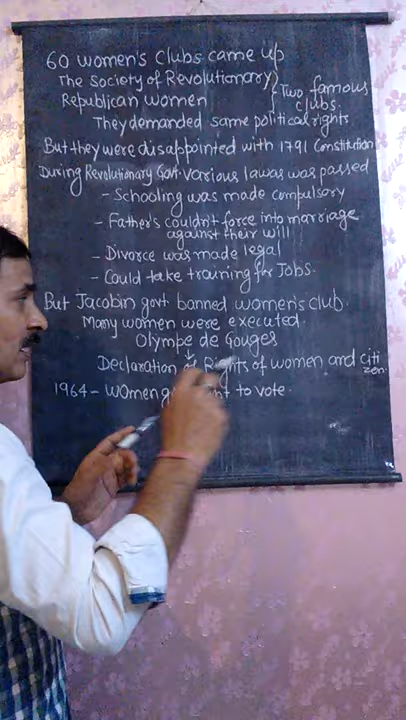 60 women's clubs came up
The Society of Revolutionary
Republican women
Two famous
clubs.
They demanded same political rights
But they were disappointed with 1791 Constitution
During Revolutionary Govt various lawas was passed
- Schooling was made compulsory
- Father's couldn't force into marriage
against their will
- Divorce was made legal
- Could take training for Jobs.
But Jacobin govt banned women's club.
Many women were executed.
Olympe de Gouges
Declaration of Rights of women and citi
zen.
1964 - Women to vote.